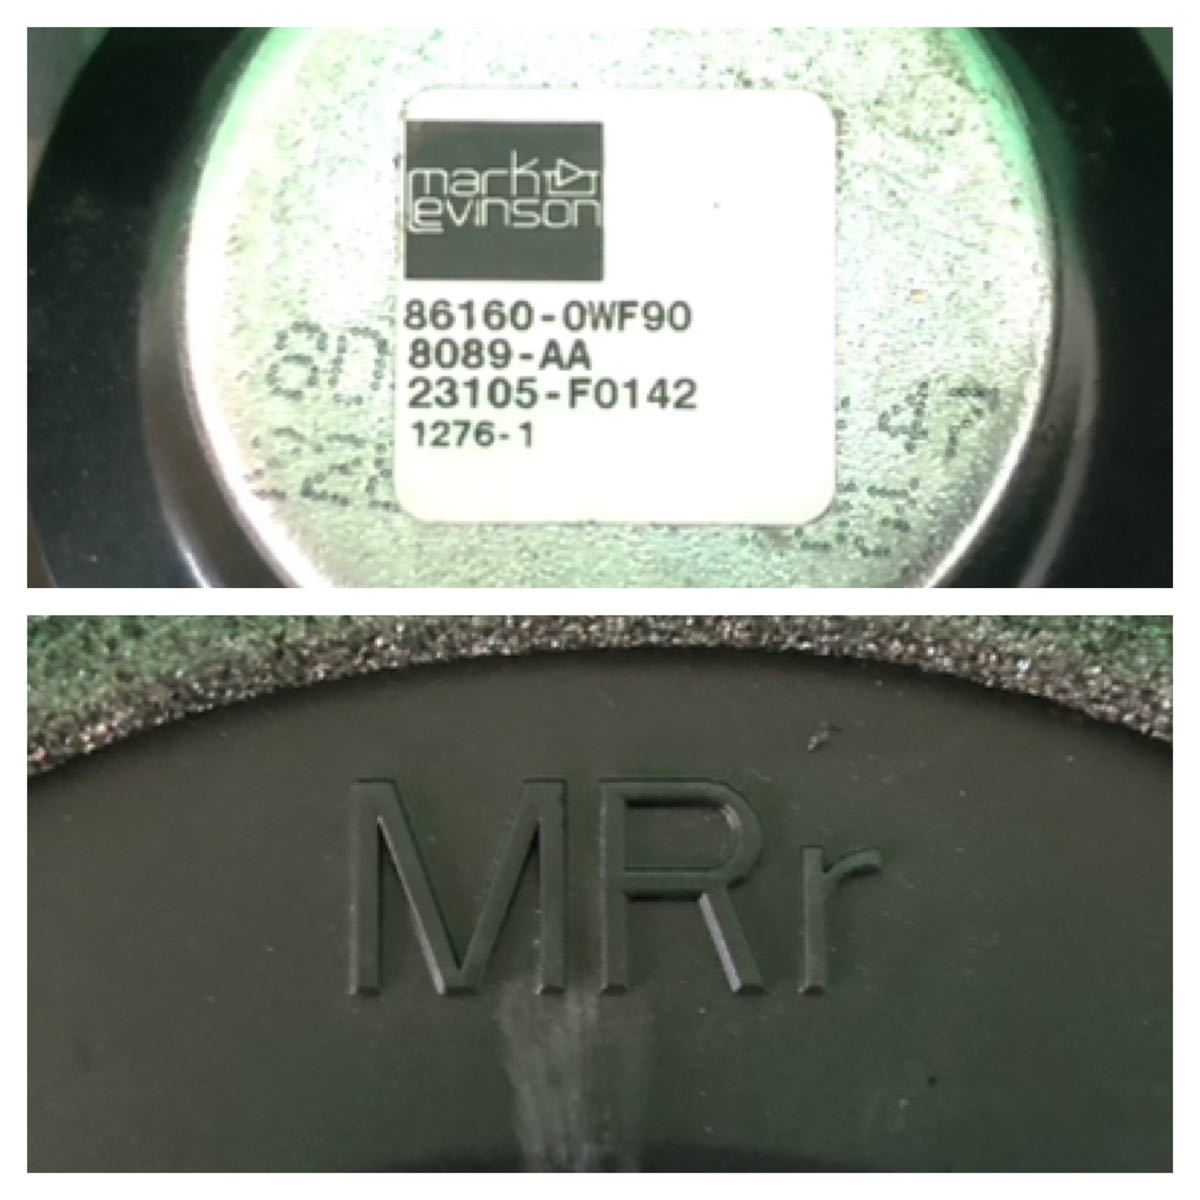 mark
Levinson
86160-0WF90
8089-AA
23105-F0142
1276-1
MRr